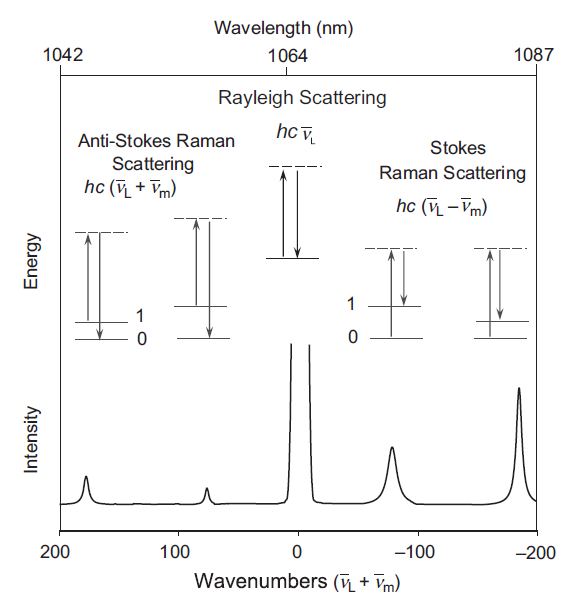 Wavelength (nm)
1042 1064 1087
Rayleigh Scattering
hc ν̅L
Anti-Stokes Raman
Scattering
hc (ν̅L + ν̅m)
Stokes
Raman Scattering
hc (ν̅L – ν̅m)
Energy
1
0
1
0
Intensity
200 100 0 –100 –200
Wavenumbers (ν̅L + ν̅m)